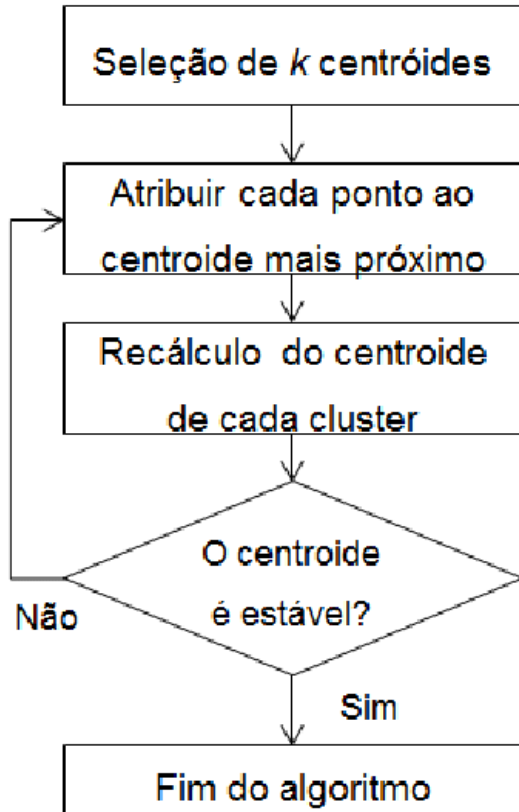 Seleção de k centróides
Atribuir cada ponto ao
centroide mais próximo
Recálculo do centroide
de cada cluster
O centroide
é estável?
Não
Sim
Fim do algoritmo